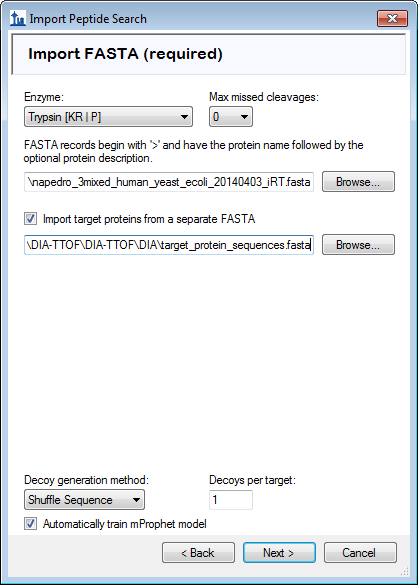 Import Peptide Search
Import FASTA (required)
Enzyme:
Max missed cleavages:
Trypsin [KR | P]
0
FASTA records begin with '>' and have the protein name followed by the
optional protein description.
\napedro_3mixed_human_yeast_ecoli_20140403_iRT.fasta
Browse...
Import target proteins from a separate FASTA
\DIA-TTOF\DIA-TTOF\DIA\target_protein_sequences.fasta
Browse...
Decoy generation method:
Decoys per target:
Shuffle Sequence
1
Automatically train mProphet model
< Back
Next >
Cancel